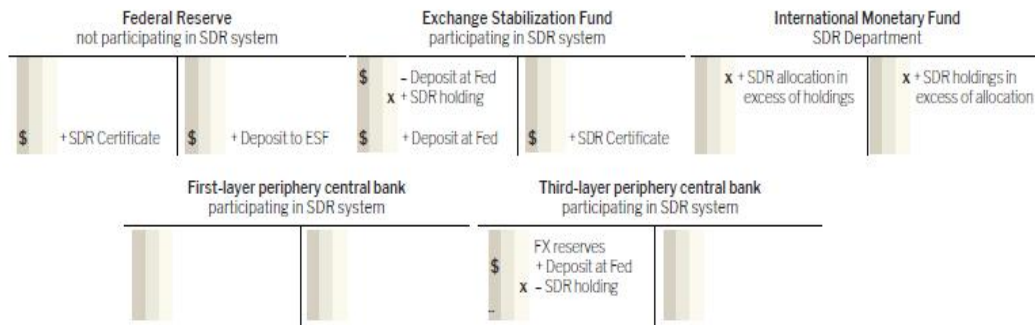 Federal Reserve
not participating in SDR system
$ + SDR Certificate
$ + Deposit to ESF
Exchange Stabilization Fund
participating in SDR system
$ – Deposit at Fed
x + SDR holding
$ + Deposit at Fed
$ + SDR Certificate
International Monetary Fund
SDR Department
x + SDR allocation in
excess of holdings
x + SDR holdings in
excess of allocation
First-layer periphery central bank
participating in SDR system
Third-layer periphery central bank
participating in SDR system
FX reserves
$ + Deposit at Fed
x – SDR holding
...